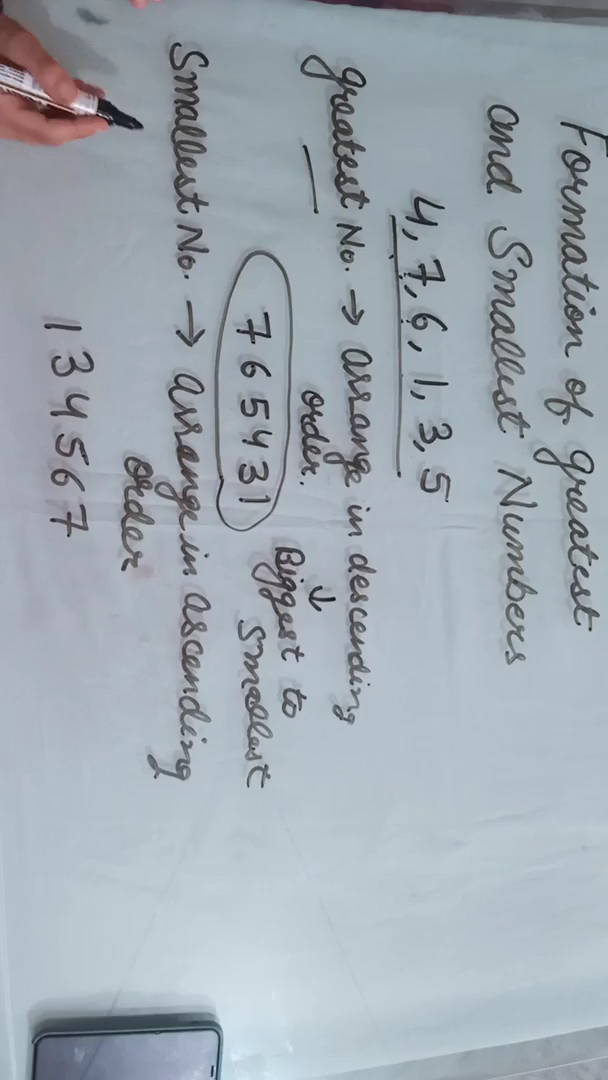 Formation of Greatest
and Smallest Numbers
4, 7, 6, 1, 3, 5
Greatest No. → arrange in descending
order.
↓
Biggest to
Smallest
7 6 5 4 3 1
Smallest No. → arrange in ascending
order
1 3 4 5 6 7